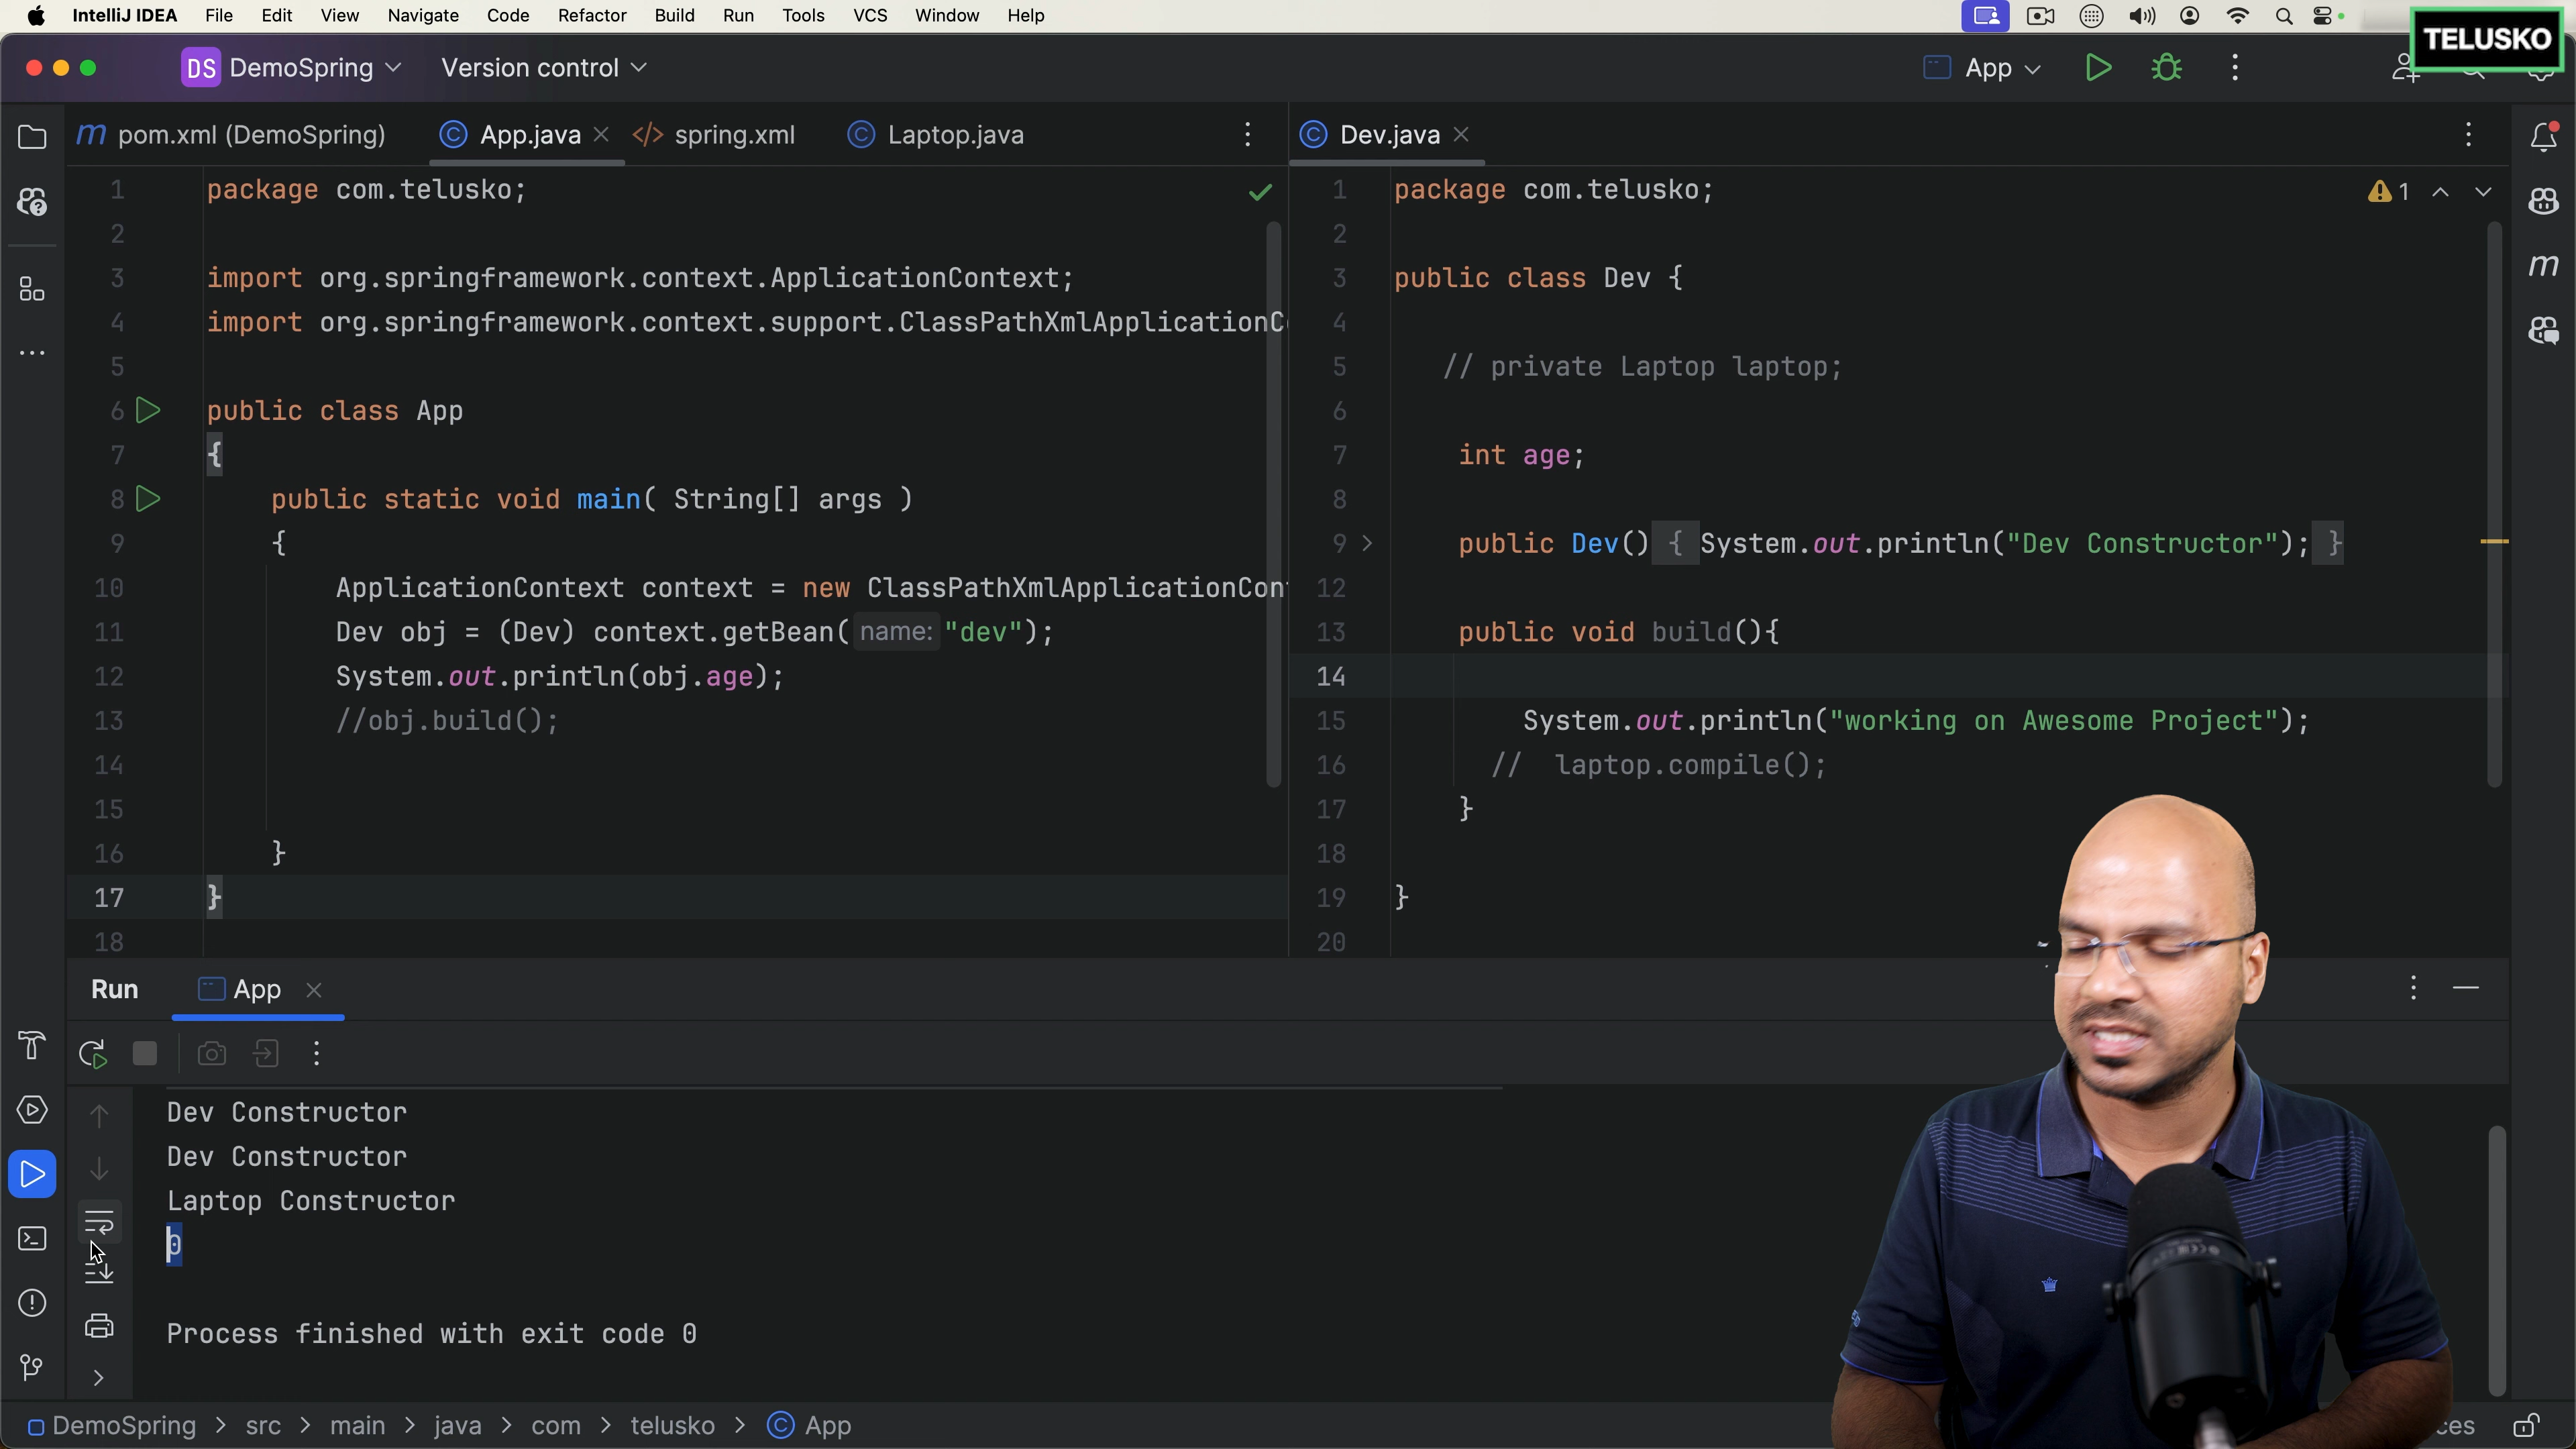 IntelliJ IDEA File Edit View Navigate Code Refactor Build Run Tools VCS Window Help
TELUSKO
DS DemoSpring Version control App
m pom.xml (DemoSpring) App.java spring.xml Laptop.java
Dev.java
1 package com.telusko;
2
3 import org.springframework.context.ApplicationContext;
4 import org.springframework.context.support.ClassPathXmlApplicationC
5
6 public class App
7 {
8 public static void main( String[] args )
9 {
10 ApplicationContext context = new ClassPathXmlApplicationCon
11 Dev obj = (Dev) context.getBean( name: "dev");
12 System.out.println(obj.age);
13 //obj.build();
14
15
16 }
17 }
18
1 package com.telusko;
1
2
3 public class Dev {
4
5 // private Laptop laptop;
6
7 int age;
8
9 public Dev() { System.out.println("Dev Constructor"); }
12
13 public void build(){
14
15 System.out.println("working on Awesome Project");
16 // laptop.compile();
17 }
18
19 }
20
Run App
Dev Constructor
Dev Constructor
Laptop Constructor
0
Process finished with exit code 0
DemoSpring > src > main > java > com > telusko > App
ces